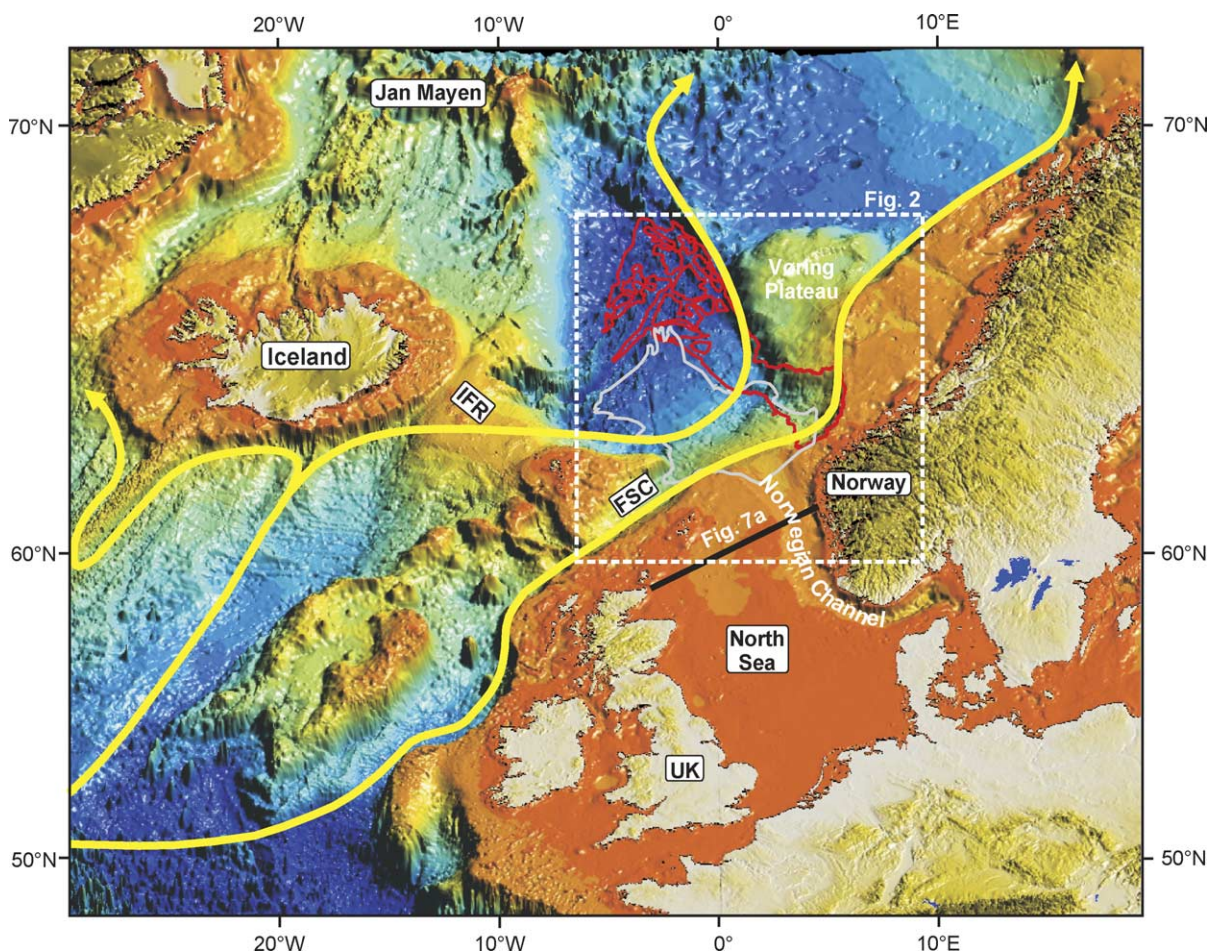 20°W
10°W
0°
10°E
Jan Mayen
70°N
70°N
Fig. 2
Vøring
Plateau
Iceland
IFR
Norway
FSC
Fig. 7a
Norwegian Channel
60°N
60°N
North
Sea
UK
50°N
50°N
20°W
10°W
0°
10°E